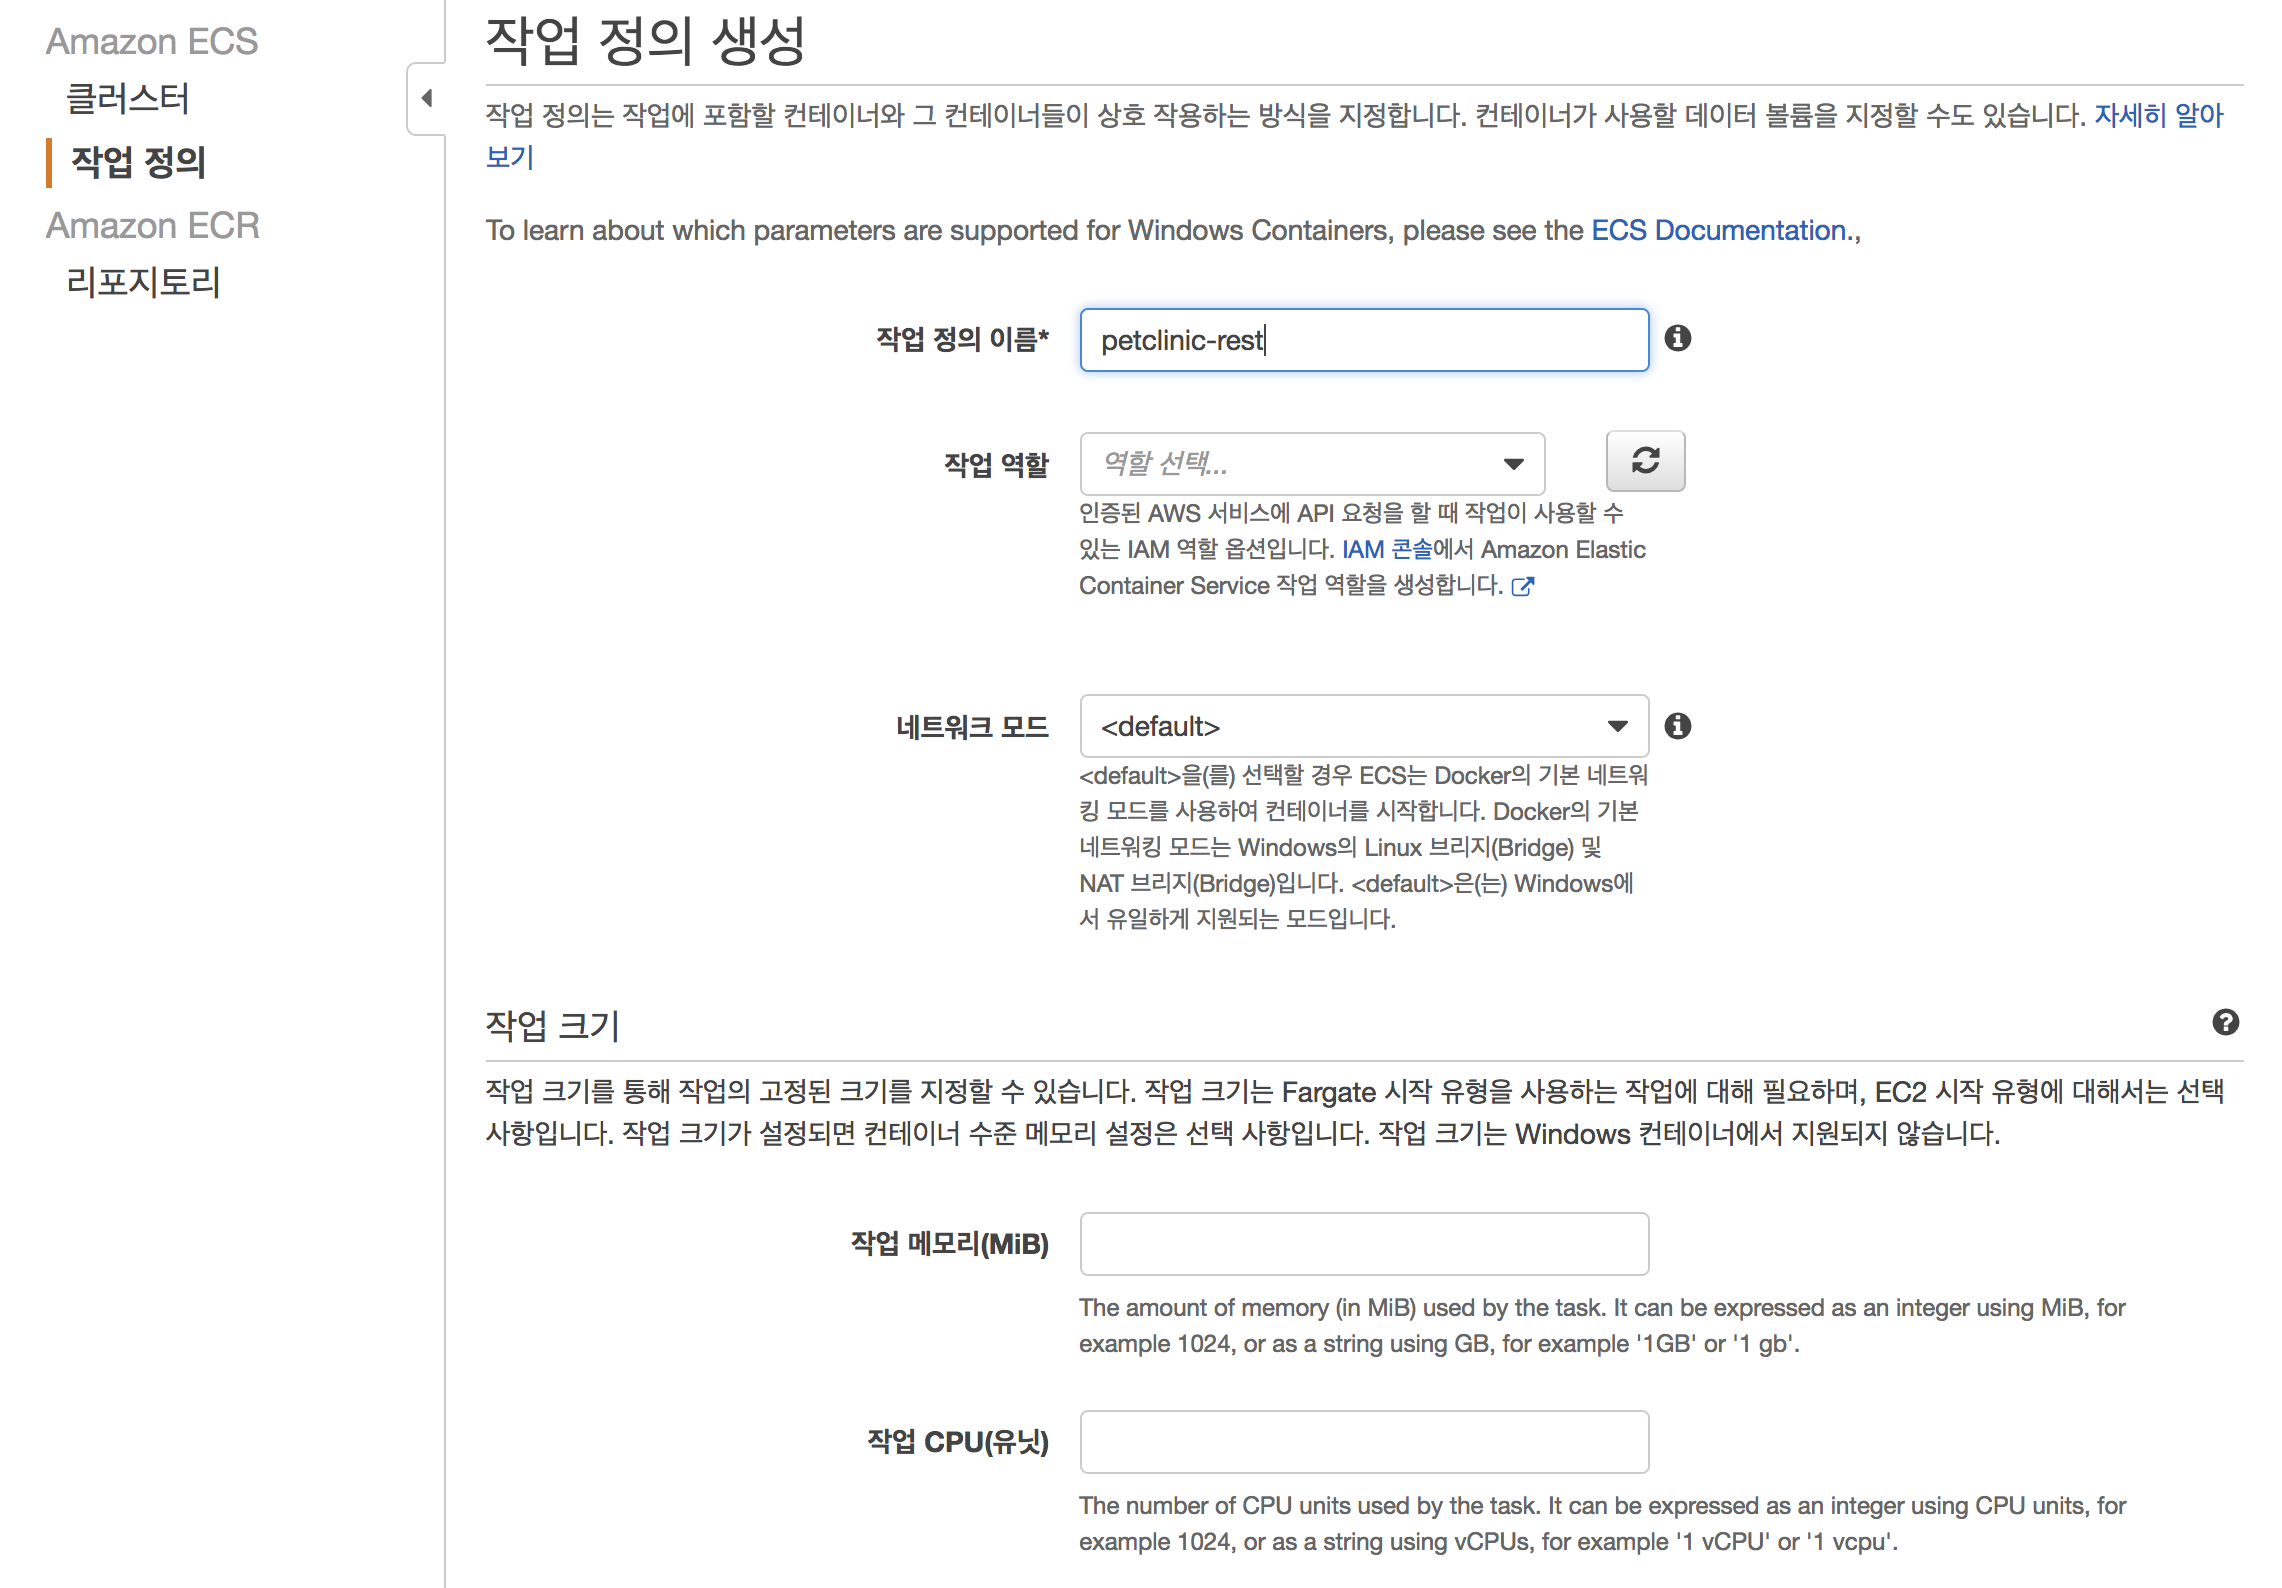 Amazon ECS
클러스터
작업 정의
Amazon ECR
리포지토리
작업 정의 생성
작업 정의는 작업에 포함할 컨테이너와 그 컨테이너들이 상호 작용하는 방식을 지정합니다. 컨테이너가 사용할 데이터 볼륨을 지정할 수도 있습니다. 자세히 알아
보기
To learn about which parameters are supported for Windows Containers, please see the ECS Documentation.,
작업 정의 이름* petclinic-rest
작업 역할 역할 선택...
인증된 AWS 서비스에 API 요청을 할 때 작업이 사용할 수
있는 IAM 역할 옵션입니다. IAM 콘솔에서 Amazon Elastic
Container Service 작업 역할을 생성합니다.
네트워크 모드 <default>
<default>을(를) 선택할 경우 ECS는 Docker의 기본 네트워
킹 모드를 사용하여 컨테이너를 시작합니다. Docker의 기본
네트워킹 모드는 Windows의 Linux 브리지(Bridge) 및
NAT 브리지(Bridge)입니다. <default>은(는) Windows에
서 유일하게 지원되는 모드입니다.
작업 크기
작업 크기를 통해 작업의 고정된 크기를 지정할 수 있습니다. 작업 크기는 Fargate 시작 유형을 사용하는 작업에 대해 필요하며, EC2 시작 유형에 대해서는 선택
사항입니다. 작업 크기가 설정되면 컨테이너 수준 메모리 설정은 선택 사항입니다. 작업 크기는 Windows 컨테이너에서 지원되지 않습니다.
작업 메모리(MiB)
The amount of memory (in MiB) used by the task. It can be expressed as an integer using MiB, for
example 1024, or as a string using GB, for example '1GB' or '1 gb'.
작업 CPU(유닛)
The number of CPU units used by the task. It can be expressed as an integer using CPU units, for
example 1024, or as a string using vCPUs, for example '1 vCPU' or '1 vcpu'.